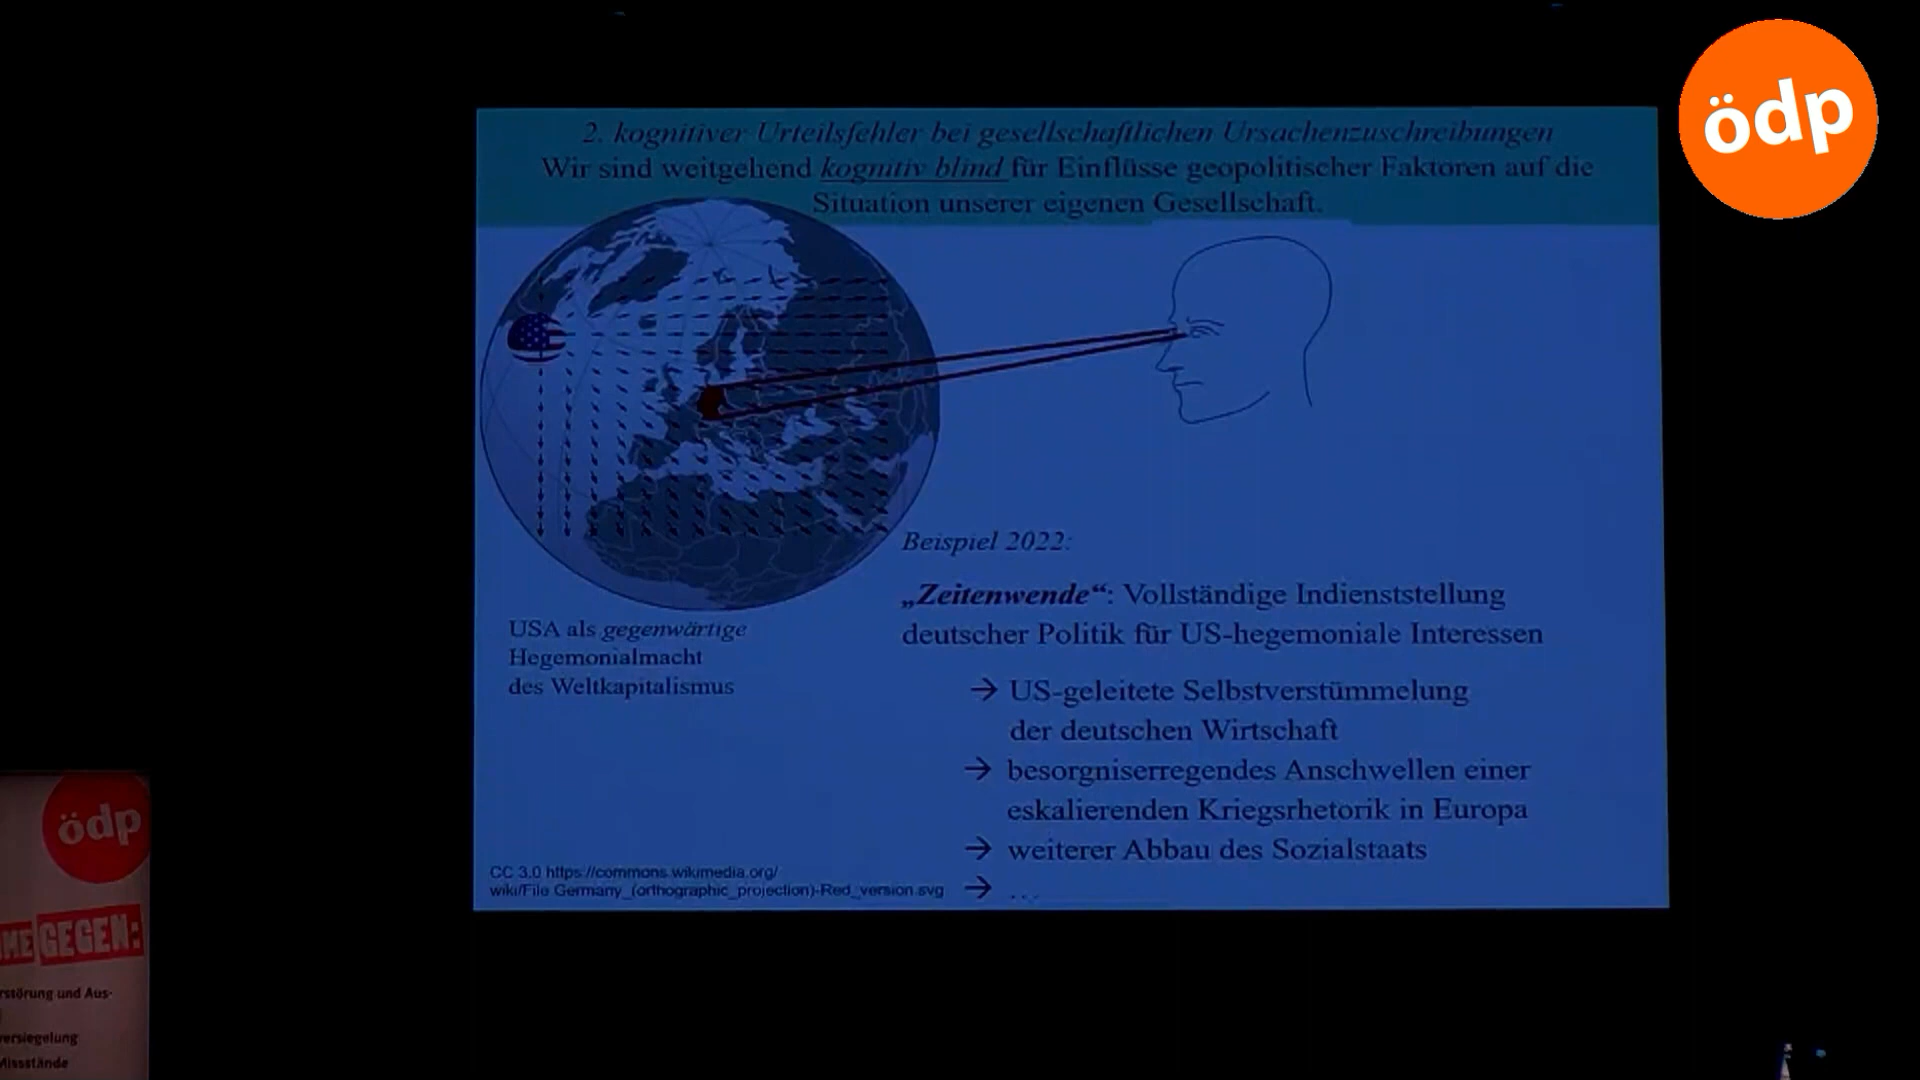 ödp
2. kognitiver Urteilsfehler bei gesellschaftlichen Ursachenzuschreibungen
Wir sind weitgehend kognitiv blind für Einflüsse geopolitischer Faktoren auf die
Situation unserer eigenen Gesellschaft.
Beispiel 2022:
„Zeitenwende“: Vollständige Indienststellung
deutscher Politik für US-hegemoniale Interessen
USA als gegenwärtige
Hegemonialmacht
des Weltkapitalismus
→ US-geleitete Selbstverstümmelung
der deutschen Wirtschaft
→ besorgniserregendes Anschwellen einer
eskalierenden Kriegsrhetorik in Europa
→ weiterer Abbau des Sozialstaats
→ ...
CC 3.0 https://commons.wikimedia.org/
wiki/File Germany_(orthographic_projection)-Red_version.svg
ödp
GEGEN:
und Aus-
Missstände